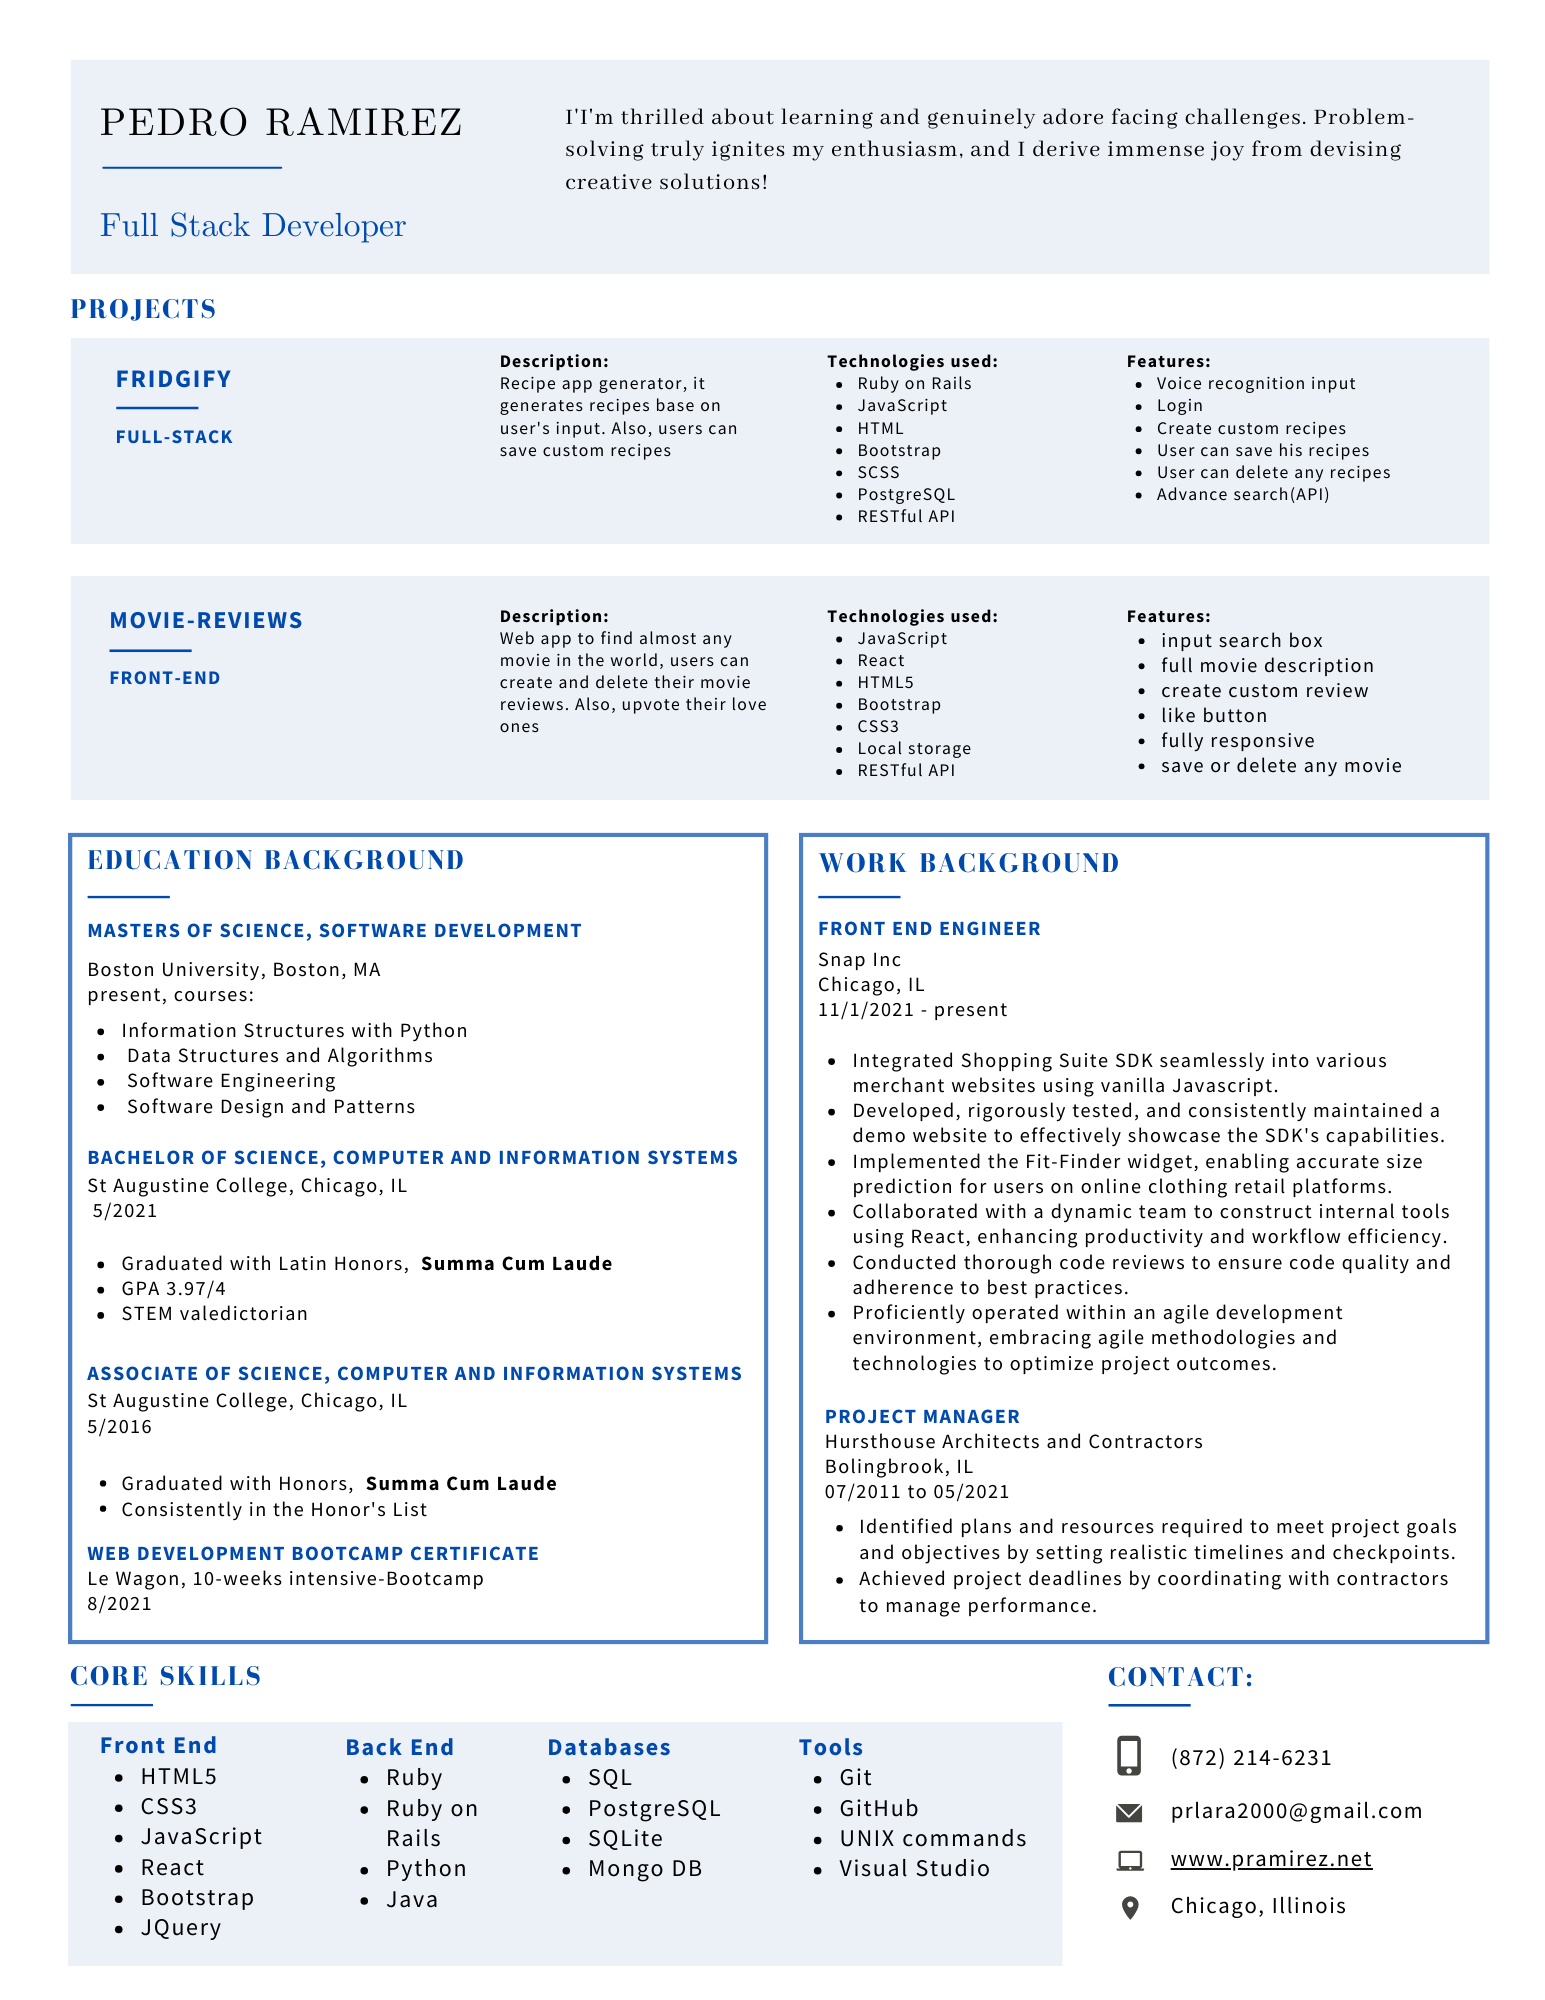 PEDRO RAMIREZ
Full Stack Developer
I'I'm thrilled about learning and genuinely adore facing challenges. Problem-
solving truly ignites my enthusiasm, and I derive immense joy from devising
creative solutions!
PROJECTS
FRIDGIFY
FULL-STACK
Description:
Recipe app generator, it
generates recipes base on
user's input. Also, users can
save custom recipes
Technologies used:
Ruby on Rails
JavaScript
HTML
Bootstrap
SCSS
PostgreSQL
RESTful API
Features:
Voice recognition input
Login
Create custom recipes
User can save his recipes
User can delete any recipes
Advance search(API)
MOVIE-REVIEWS
FRONT-END
Description:
Web app to find almost any
movie in the world, users can
create and delete their movie
reviews. Also, upvote their love
ones
Technologies used:
JavaScript
React
HTML5
Bootstrap
CSS3
Local storage
RESTful API
Features:
input search box
full movie description
create custom review
like button
fully responsive
save or delete any movie
EDUCATION BACKGROUND
MASTERS OF SCIENCE, SOFTWARE DEVELOPMENT
Boston University, Boston, MA
present, courses:
Information Structures with Python
Data Structures and Algorithms
Software Engineering
Software Design and Patterns
BACHELOR OF SCIENCE, COMPUTER AND INFORMATION SYSTEMS
St Augustine College, Chicago, IL
5/2021
Graduated with Latin Honors, Summa Cum Laude
GPA 3.97/4
STEM valedictorian
ASSOCIATE OF SCIENCE, COMPUTER AND INFORMATION SYSTEMS
St Augustine College, Chicago, IL
5/2016
Graduated with Honors, Summa Cum Laude
Consistently in the Honor's List
WEB DEVELOPMENT BOOTCAMP CERTIFICATE
Le Wagon, 10-weeks intensive-Bootcamp
8/2021
WORK BACKGROUND
FRONT END ENGINEER
Snap Inc
Chicago, IL
11/1/2021 - present
Integrated Shopping Suite SDK seamlessly into various
merchant websites using vanilla Javascript.
Developed, rigorously tested, and consistently maintained a
demo website to effectively showcase the SDK's capabilities.
Implemented the Fit-Finder widget, enabling accurate size
prediction for users on online clothing retail platforms.
Collaborated with a dynamic team to construct internal tools
using React, enhancing productivity and workflow efficiency.
Conducted thorough code reviews to ensure code quality and
adherence to best practices.
Proficiently operated within an agile development
environment, embracing agile methodologies and
technologies to optimize project outcomes.
PROJECT MANAGER
Hursthouse Architects and Contractors
Bolingbrook, IL
07/2011 to 05/2021
Identified plans and resources required to meet project goals
and objectives by setting realistic timelines and checkpoints.
Achieved project deadlines by coordinating with contractors
to manage performance.
CORE SKILLS
Front End
HTML5
CSS3
JavaScript
React
Bootstrap
JQuery
Back End
Ruby
Ruby on
Rails
Python
Java
Databases
SQL
PostgreSQL
SQLite
Mongo DB
Tools
Git
GitHub
UNIX commands
Visual Studio
CONTACT:
(872) 214-6231
prlara2000@gmail.com
www.pramirez.net
Chicago, Illinois